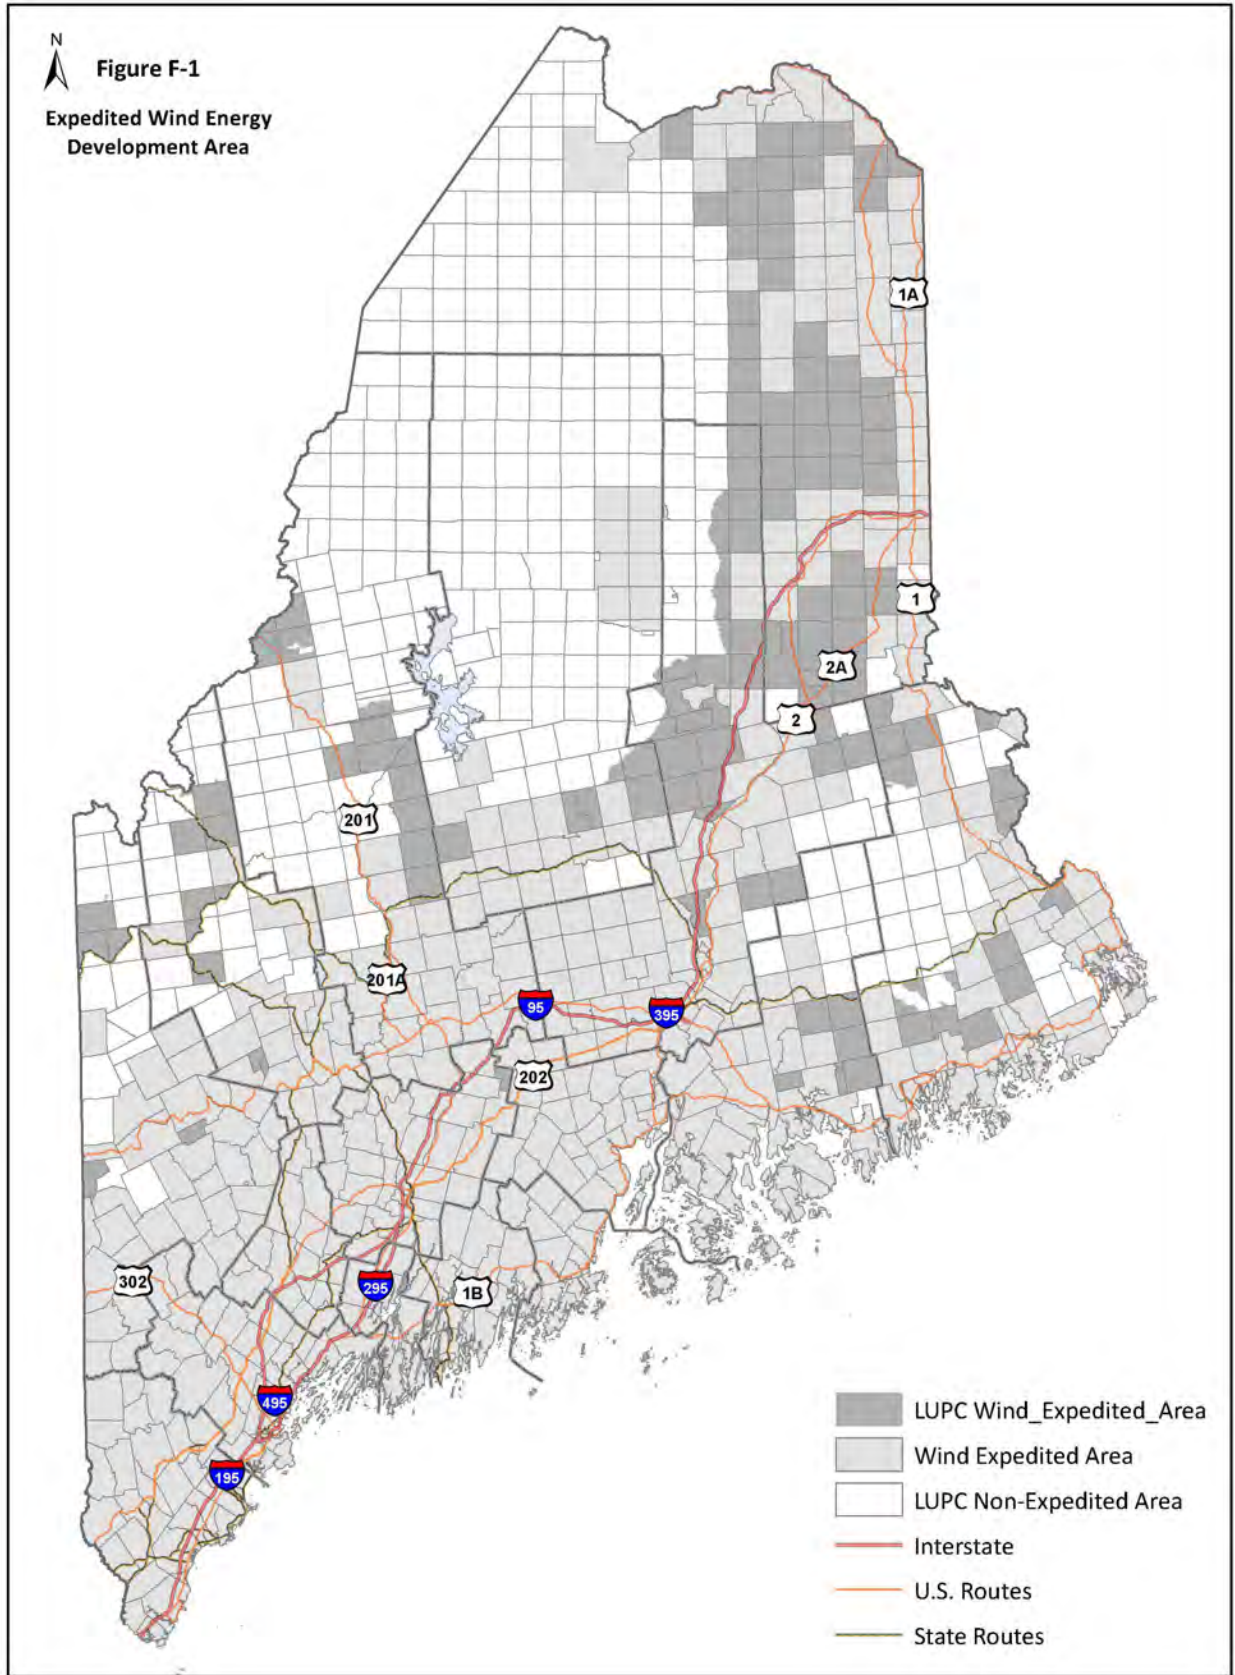 N
Figure F-1
Expedited Wind Energy
Development Area
1A
1
2A
2
201
201A
95
395
202
302
295
1B
495
195
LUPC Wind_Expedited_Area
Wind Expedited Area
LUPC Non-Expedited Area
Interstate
U.S. Routes
State Routes